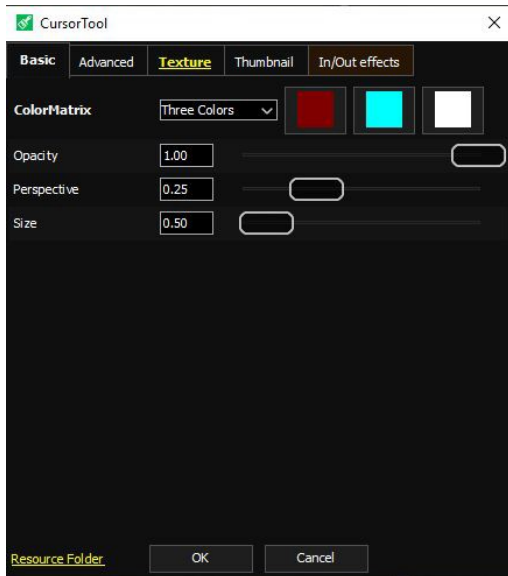 CursorTool
Basic Advanced Texture Thumbnail In/Out effects
ColorMatrix Three Colors
Opacity 1.00
Perspective 0.25
Size 0.50
Resource Folder OK Cancel